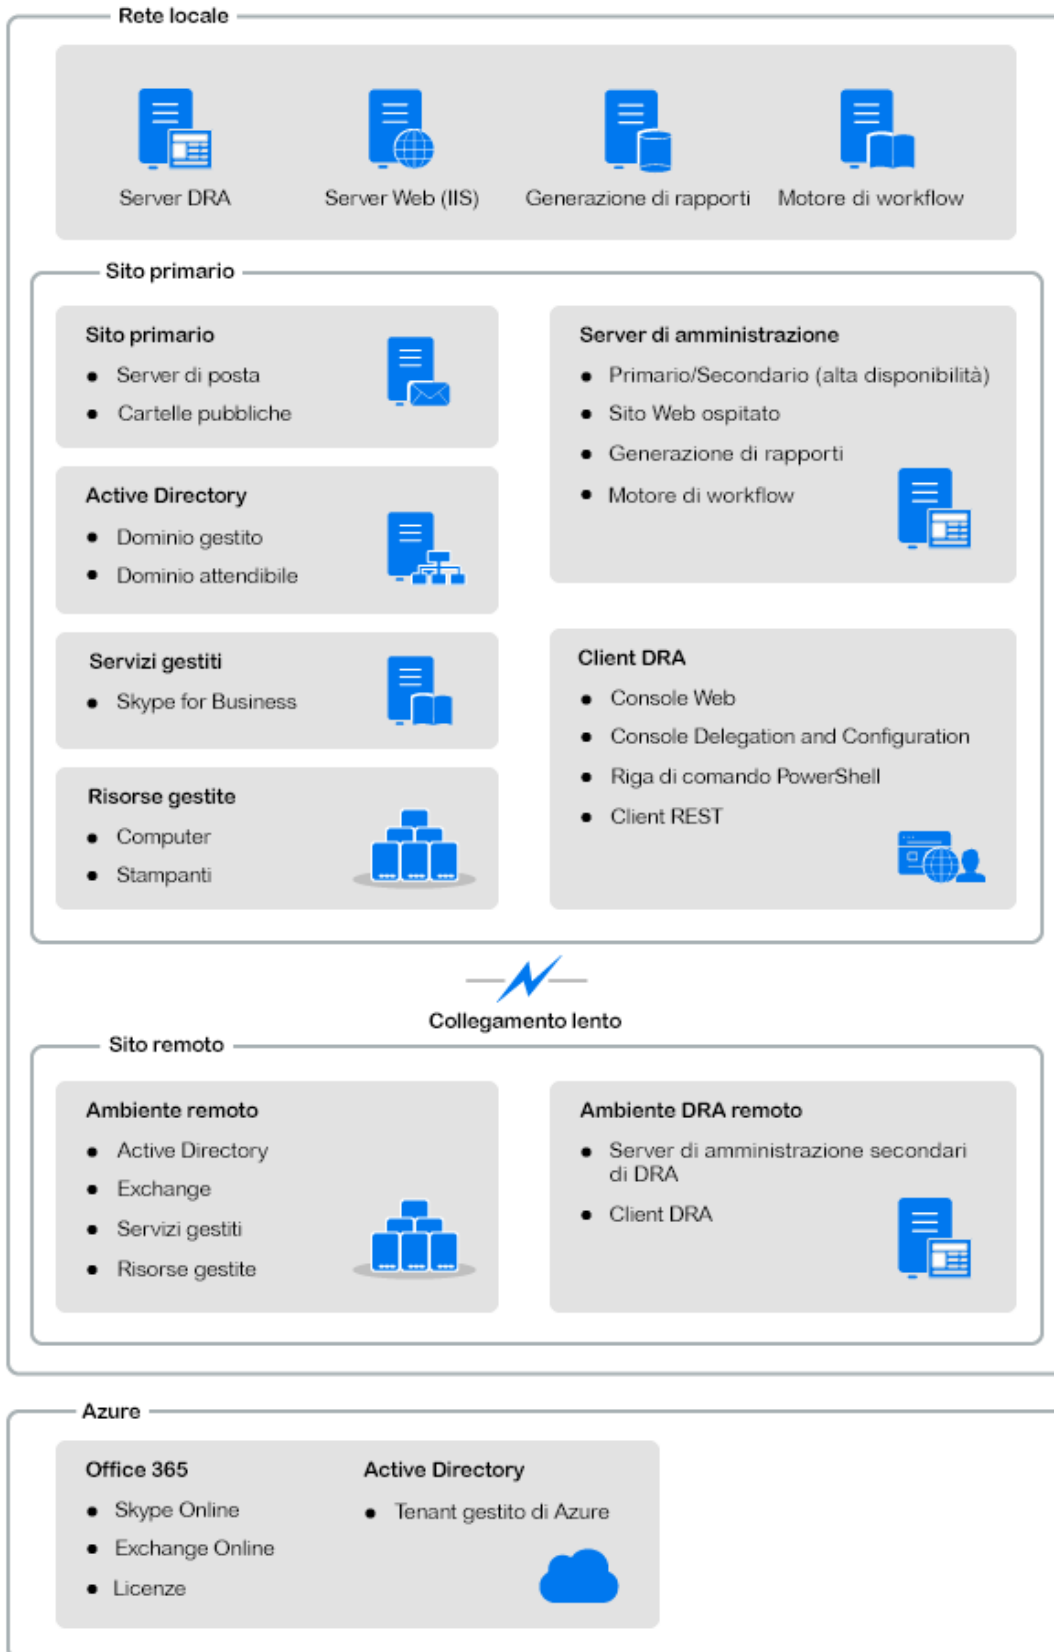 Rete locale
Server DRA
Server Web (IIS)
Generazione di rapporti
Motore di workflow
Sito primario
Sito primario
Server di posta
Cartelle pubbliche
Server di amministrazione
Primario/Secondario (alta disponibilità)
Sito Web ospitato
Generazione di rapporti
Motore di workflow
Active Directory
Dominio gestito
Dominio attendibile
Servizi gestiti
Skype for Business
Client DRA
Console Web
Console Delegation and Configuration
Riga di comando PowerShell
Client REST
Risorse gestite
Computer
Stampanti
Collegamento lento
Sito remoto
Ambiente remoto
Active Directory
Exchange
Servizi gestiti
Risorse gestite
Ambiente DRA remoto
Server di amministrazione secondari
di DRA
Client DRA
Azure
Office 365
Skype Online
Exchange Online
Licenze
Active Directory
Tenant gestito di Azure